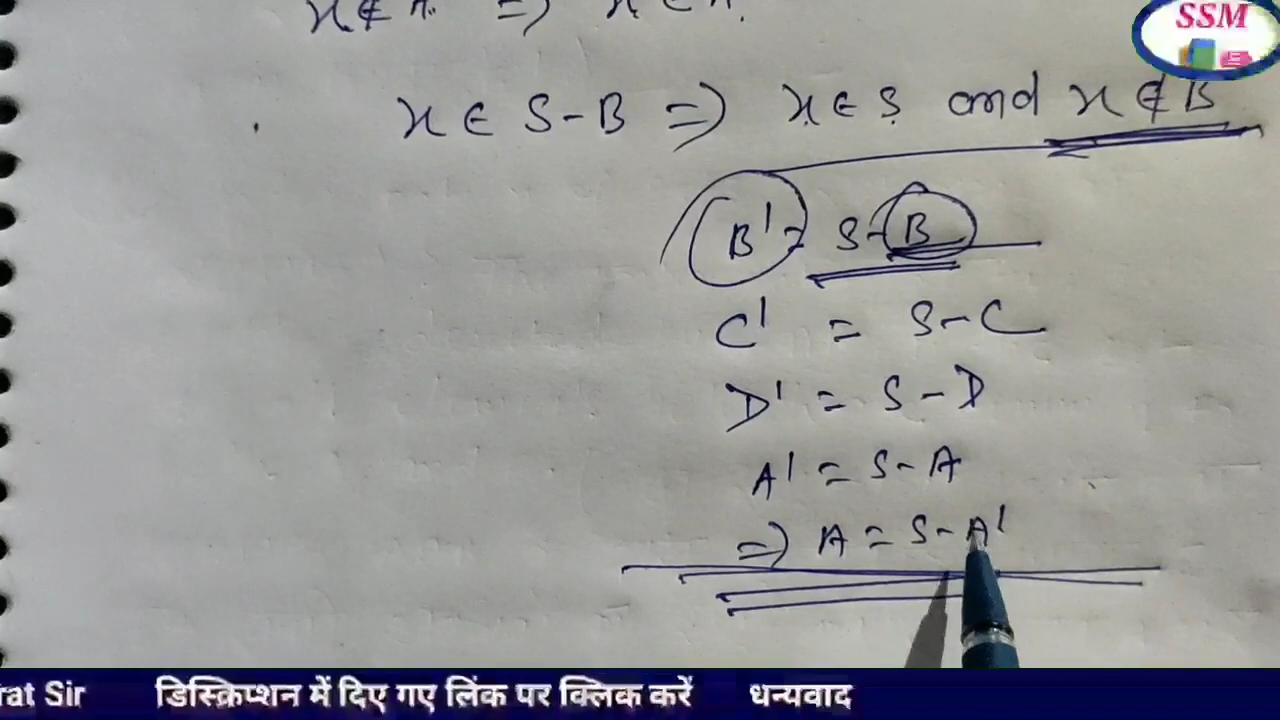 x ∉ A ⇒ x ∈ A'
SSM
x ∈ S - B ⇒ x ∈ S and x ∉ B
B' = S - B
C' = S - C
D' = S - D
A' = S - A
⇒ A = S - A'
rat Sir डिस्क्रिप्शन में दिए गए लिंक पर क्लिक करें धन्यवाद